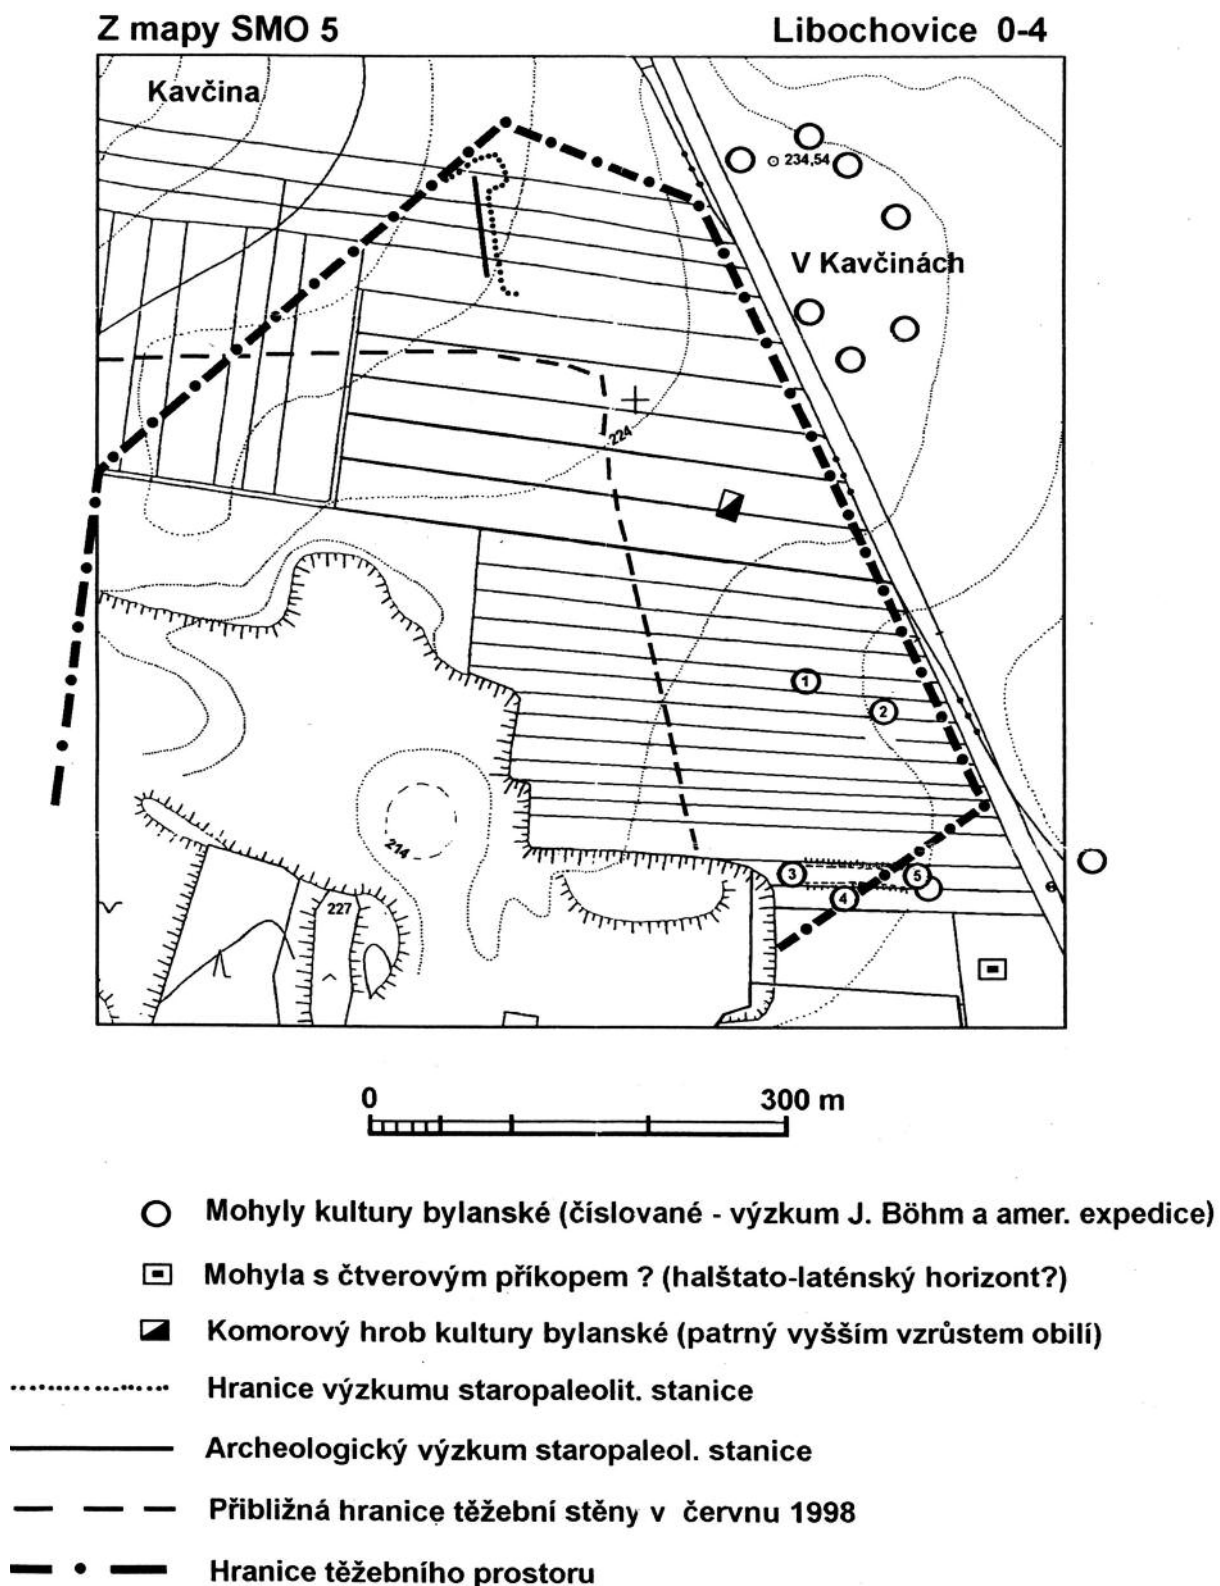 Z mapy SMO 5
Libochovice 0-4
Kavčina
234,54
V Kavčinách
224
1
2
3
5
4
214
227
0
300 m
Mohyly kultury bylanské (číslované - výzkum J. Böhm a amer. expedice)
Mohyla s čtverovým příkopem ? (halštato-laténský horizont?)
Komorový hrob kultury bylanské (patrný vyšším vzrůstem obilí)
Hranice výzkumu staropaleolit. stanice
Archeologický výzkum staropaleol. stanice
Přibližná hranice těžební stěny v červnu 1998
Hranice těžebního prostoru